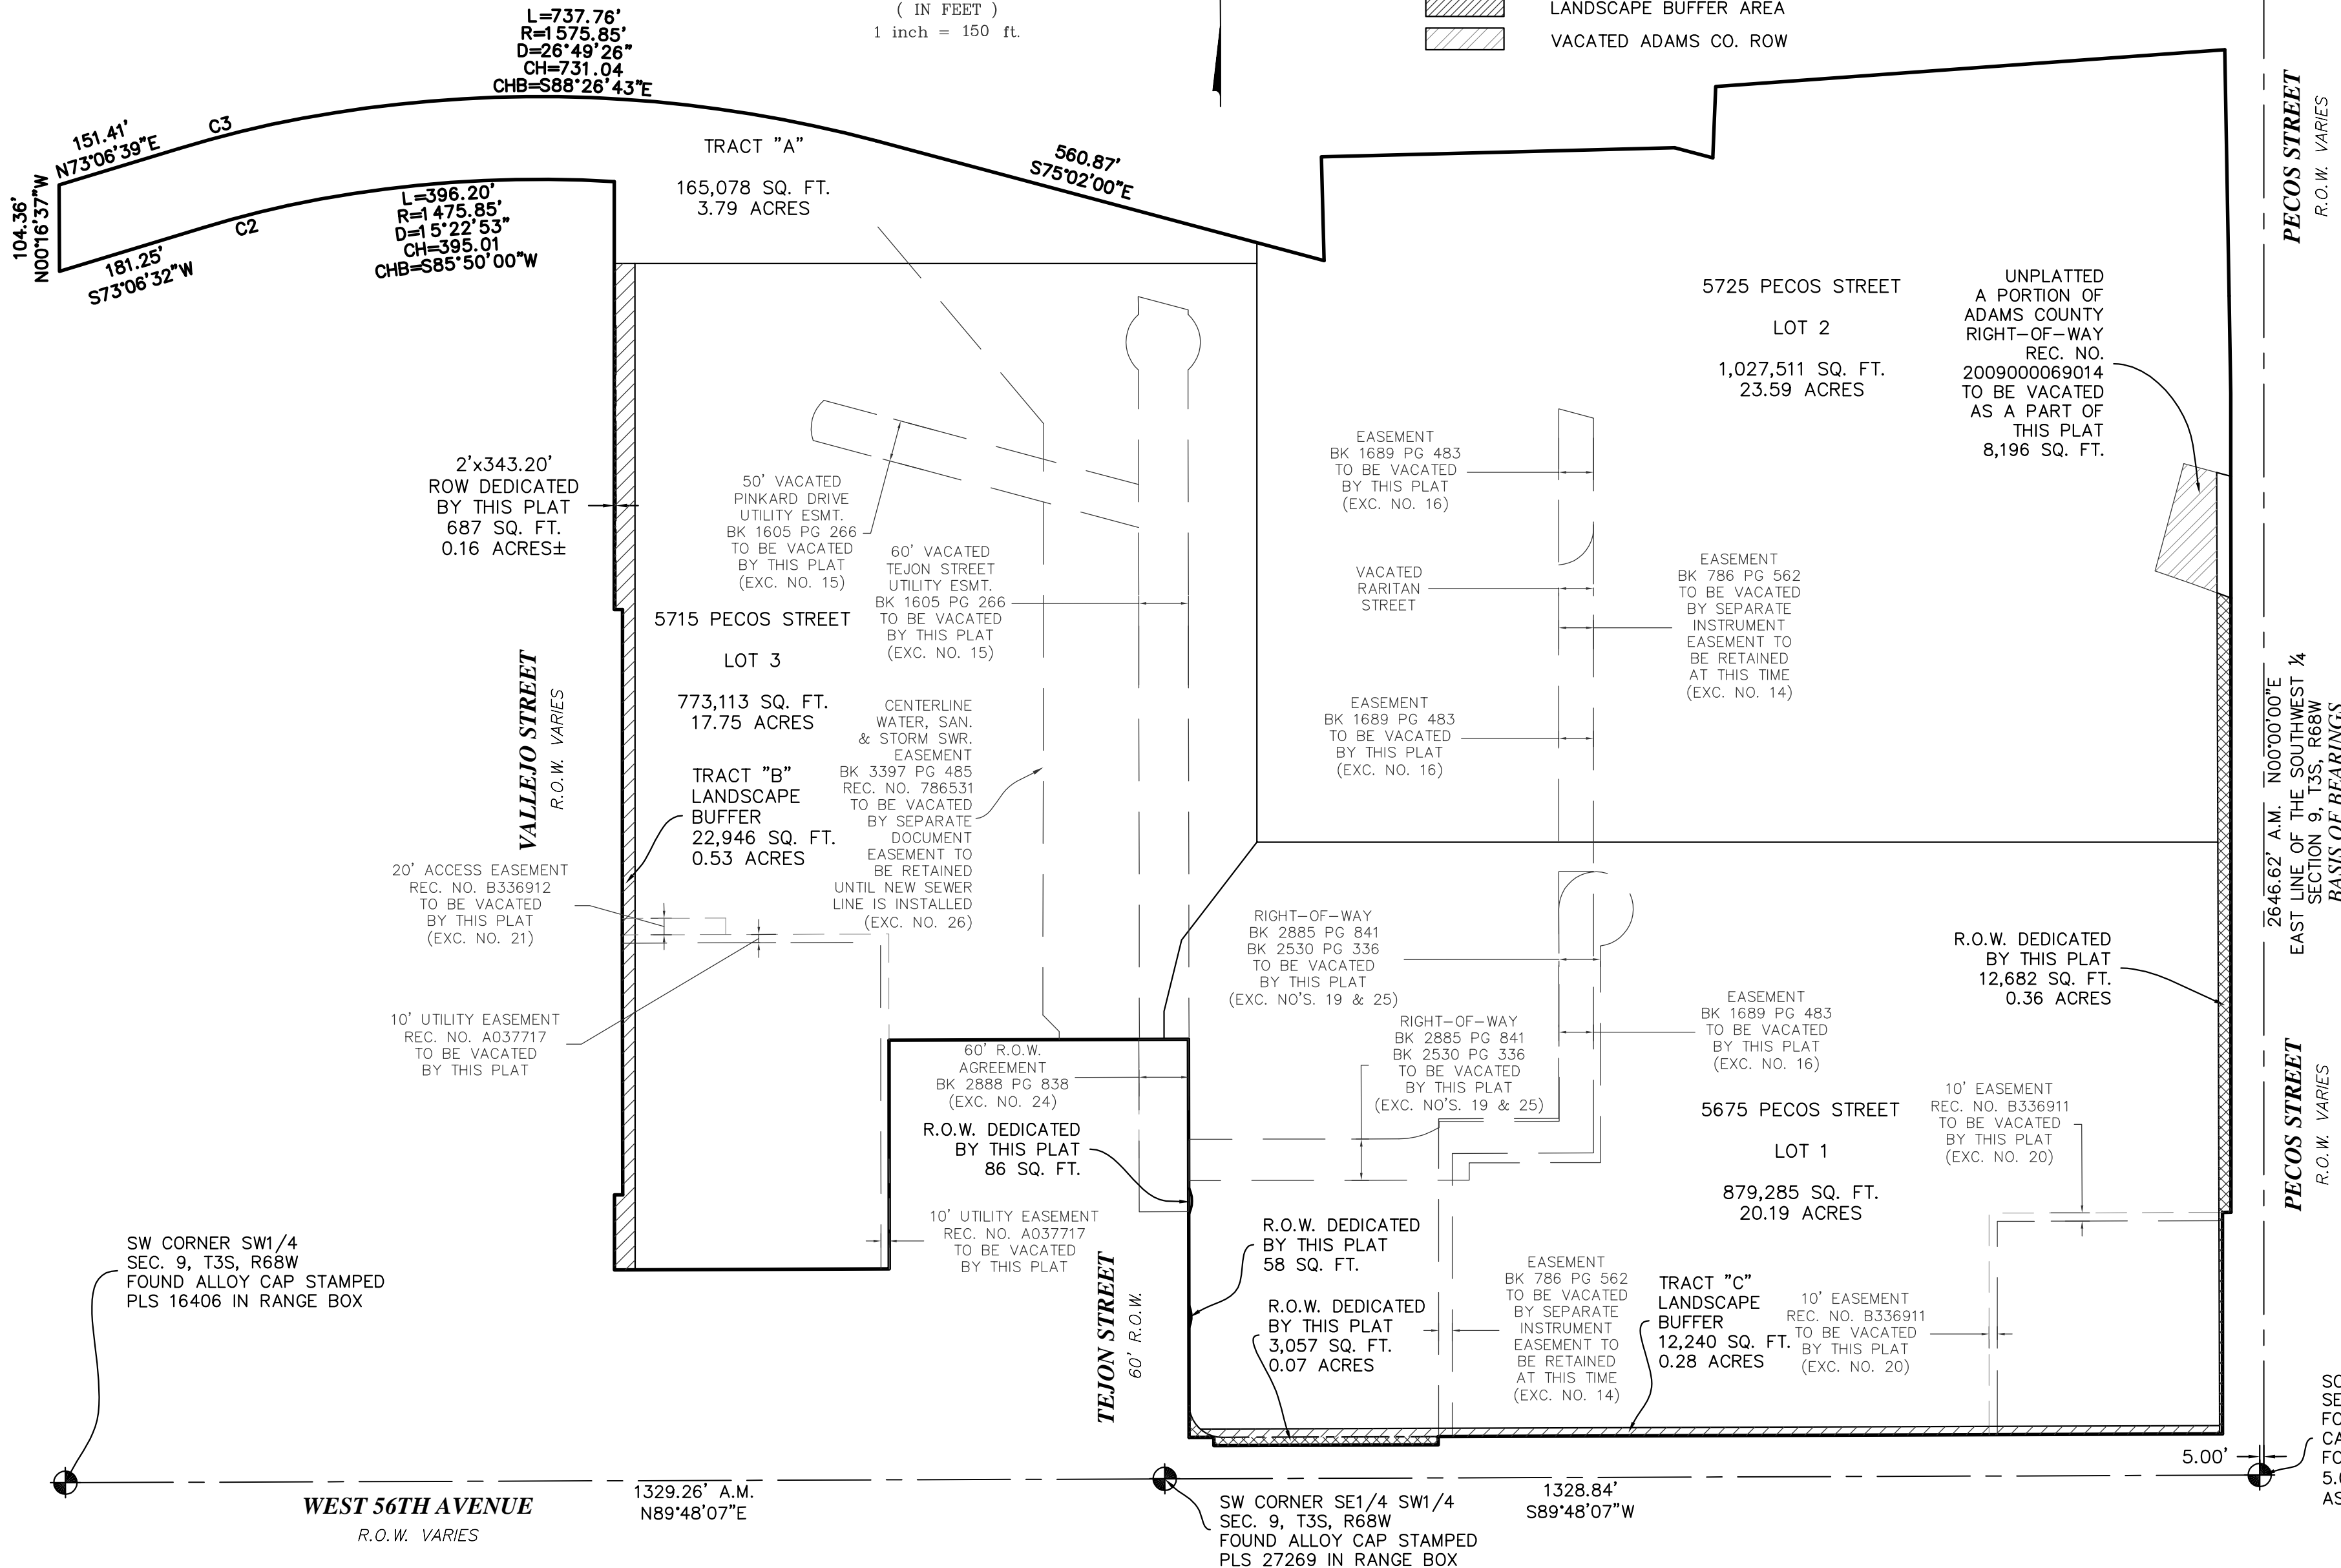 ( IN FEET )
1 inch = 150 ft.
LANDSCAPE BUFFER AREA
VACATED ADAMS CO. ROW
L=737.76'
R=1575.85'
D=26°49'26"
CH=731.04
CHB=S88°26'43"E
151.41'
N73°06'39"E
C3
104.36'
N00°16'37"W
181.25'
S73°06'32"W
C2
L=396.20'
R=1475.85'
D=15°22'53"
CH=395.01
CHB=S85°50'00"W
TRACT "A"
165,078 SQ. FT.
3.79 ACRES
560.87'
S75°02'00"E
PECOS STREET
R.O.W. VARIES
5725 PECOS STREET
LOT 2
1,027,511 SQ. FT.
23.59 ACRES
UNPLATTED
A PORTION OF
ADAMS COUNTY
RIGHT-OF-WAY
REC. NO.
2009000069014
TO BE VACATED
AS A PART OF
THIS PLAT
8,196 SQ. FT.
2'x343.20'
ROW DEDICATED
BY THIS PLAT
687 SQ. FT.
0.16 ACRES±
50' VACATED
PINKARD DRIVE
UTILITY ESMT.
BK 1605 PG 266
TO BE VACATED
BY THIS PLAT
(EXC. NO. 15)
60' VACATED
TEJON STREET
UTILITY ESMT.
BK 1605 PG 266
TO BE VACATED
BY THIS PLAT
(EXC. NO. 15)
EASEMENT
BK 1689 PG 483
TO BE VACATED
BY THIS PLAT
(EXC. NO. 16)
VACATED
RARITAN
STREET
EASEMENT
BK 786 PG 562
TO BE VACATED
BY SEPARATE
INSTRUMENT
EASEMENT TO
BE RETAINED
AT THIS TIME
(EXC. NO. 14)
EASEMENT
BK 1689 PG 483
TO BE VACATED
BY THIS PLAT
(EXC. NO. 16)
5715 PECOS STREET
LOT 3
773,113 SQ. FT.
17.75 ACRES
VALLEJO STREET
R.O.W. VARIES
TRACT "B"
LANDSCAPE
BUFFER
22,946 SQ. FT.
0.53 ACRES
CENTERLINE
WATER, SAN.
& STORM SWR.
EASEMENT
BK 3397 PG 485
REC. NO. 786531
TO BE VACATED
BY SEPARATE
DOCUMENT
EASEMENT TO
BE RETAINED
UNTIL NEW SEWER
LINE IS INSTALLED
(EXC. NO. 26)
20' ACCESS EASEMENT
REC. NO. B336912
TO BE VACATED
BY THIS PLAT
(EXC. NO. 21)
10' UTILITY EASEMENT
REC. NO. A037717
TO BE VACATED
BY THIS PLAT
2646.62' A.M. N00°00'00"E
EAST LINE OF THE SOUTHWEST ¼
SECTION 9, T3S, R68W
BASIS OF BEARINGS
RIGHT-OF-WAY
BK 2885 PG 841
BK 2530 PG 336
TO BE VACATED
BY THIS PLAT
(EXC. NO'S. 19 & 25)
R.O.W. DEDICATED
BY THIS PLAT
12,682 SQ. FT.
0.36 ACRES
RIGHT-OF-WAY
BK 2885 PG 841
BK 2530 PG 336
TO BE VACATED
BY THIS PLAT
(EXC. NO'S. 19 & 25)
EASEMENT
BK 1689 PG 483
TO BE VACATED
BY THIS PLAT
(EXC. NO. 16)
60' R.O.W.
AGREEMENT
BK 2888 PG 838
(EXC. NO. 24)
R.O.W. DEDICATED
BY THIS PLAT
86 SQ. FT.
5675 PECOS STREET
LOT 1
879,285 SQ. FT.
20.19 ACRES
10' EASEMENT
REC. NO. B336911
TO BE VACATED
BY THIS PLAT
(EXC. NO. 20)
PECOS STREET
R.O.W. VARIES
10' UTILITY EASEMENT
REC. NO. A037717
TO BE VACATED
BY THIS PLAT
TEJON STREET
60' R.O.W.
R.O.W. DEDICATED
BY THIS PLAT
58 SQ. FT.
R.O.W. DEDICATED
BY THIS PLAT
3,057 SQ. FT.
0.07 ACRES
EASEMENT
BK 786 PG 562
TO BE VACATED
BY SEPARATE
INSTRUMENT
EASEMENT TO
BE RETAINED
AT THIS TIME
(EXC. NO. 14)
TRACT "C"
LANDSCAPE
BUFFER
12,240 SQ. FT.
0.28 ACRES
10' EASEMENT
REC. NO. B336911
TO BE VACATED
BY THIS PLAT
(EXC. NO. 20)
SW CORNER SW1/4
SEC. 9, T3S, R68W
FOUND ALLOY CAP STAMPED
PLS 16406 IN RANGE BOX
WEST 56TH AVENUE
R.O.W. VARIES
1329.26' A.M.
N89°48'07"E
SW CORNER SE1/4 SW1/4
SEC. 9, T3S, R68W
FOUND ALLOY CAP STAMPED
PLS 27269 IN RANGE BOX
1328.84'
S89°48'07"W
5.00'